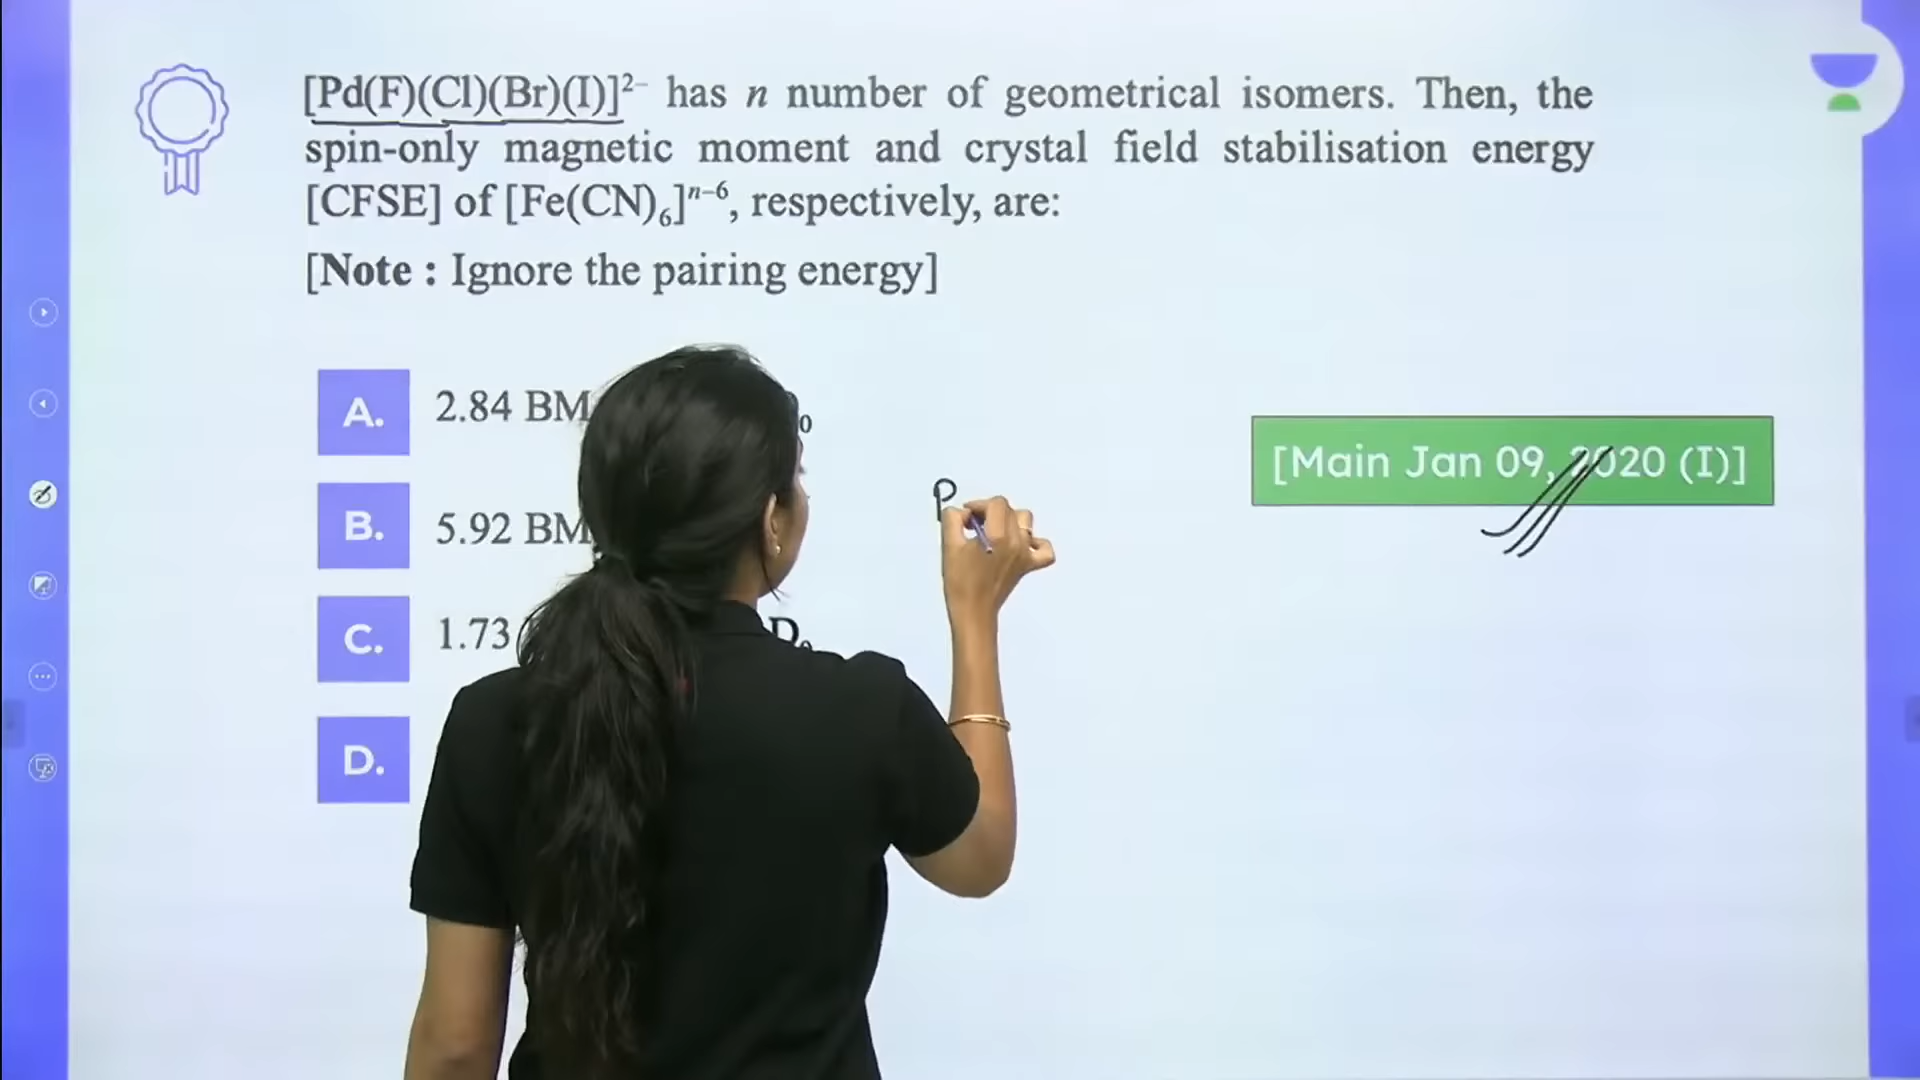 [Pd(F)(Cl)(Br)(I)]²⁻ has n number of geometrical isomers. Then, the
spin-only magnetic moment and crystal field stabilisation energy
[CFSE] of [Fe(CN)₆]ⁿ⁻⁶, respectively, are:
[Note : Ignore the pairing energy]
A. 2.84 BM
B. 5.92 BM
C. 1.73
D.
P
[Main Jan 09, 2020 (I)]